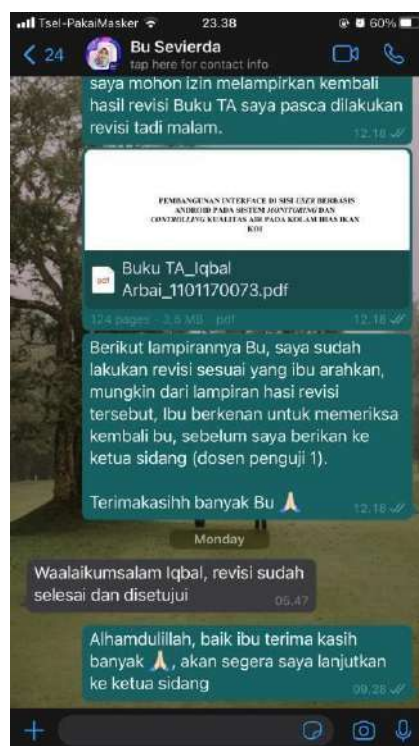 Tsel-PakaiMasker
23.38
60%
24
Bu Sevierda
tap here for contact info
saya mohon izin melampirkan kembali
hasil revisi Buku TA saya pasca dilakukan
revisi tadi malam.
12.18
PEMBANGUNAN INTERFACE DI SISI USER BERBASIS
ANDROID PADA SISTEM MONITORING DAN
CONTROLLING KUALITAS AIR PADA KOLAM HIAS IKAN
KOI
pdf
Buku TA_Iqbal
Arbai_1101170073.pdf
124 pages • 3,6 MB • pdf
12.18
Berikut lampirannya Bu, saya sudah
lakukan revisi sesuai yang ibu arahkan,
mungkin dari lampiran hasi revisi
tersebut, Ibu berkenan untuk memeriksa
kembali bu, sebelum saya berikan ke
ketua sidang (dosen penguji 1).
Terimakasihh banyak Bu 🙏🏻
12.18
Monday
Waalaikumsalam Iqbal, revisi sudah
selesai dan disetujui
05.47
Alhamdulillah, baik ibu terima kasih
banyak 🙏🏻, akan segera saya lanjutkan
ke ketua sidang
09.28